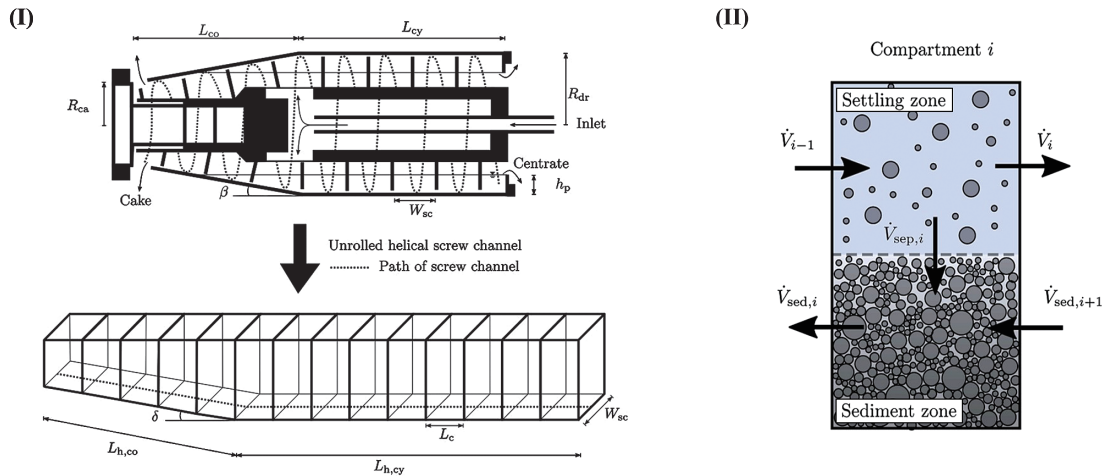 (I)
L_co
L_cy
R_ca
R_dr
Inlet
Centrate
h_p
Cake
β
W_sc
Unrolled helical screw channel
Path of screw channel
δ
L_c
W_sc
L_h,co
L_h,cy
(II)
Compartment i
Settling zone
V̇_i−1
V̇_i
V̇_sep,i
V̇_sed,i
V̇_sed,i+1
Sediment zone